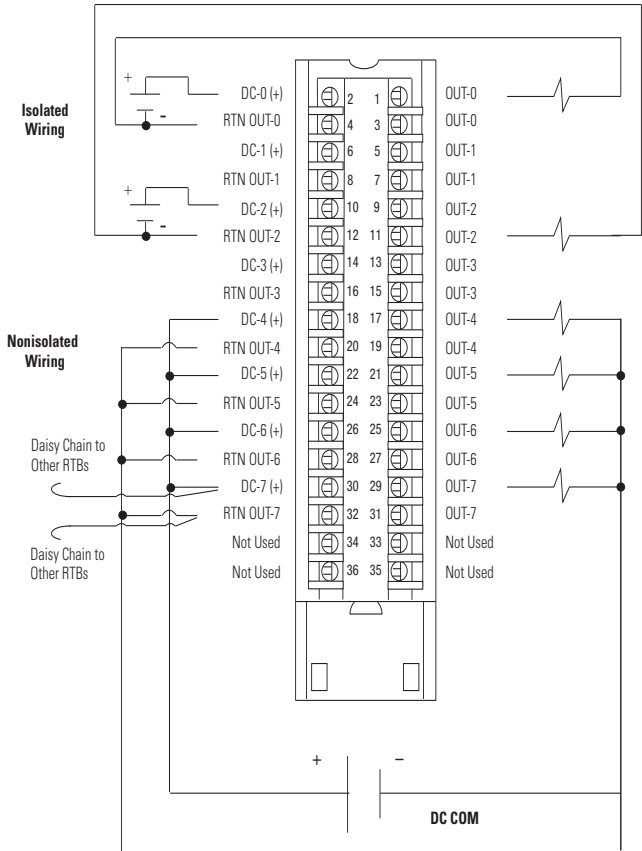 Isolated
Wiring
+
-
DC-0 (+) 2 1 OUT-0
RTN OUT-0 4 3 OUT-0
DC-1 (+) 6 5 OUT-1
RTN OUT-1 8 7 OUT-1
+
-
DC-2 (+) 10 9 OUT-2
RTN OUT-2 12 11 OUT-2
DC-3 (+) 14 13 OUT-3
RTN OUT-3 16 15 OUT-3
Nonisolated
Wiring
DC-4 (+) 18 17 OUT-4
RTN OUT-4 20 19 OUT-4
DC-5 (+) 22 21 OUT-5
RTN OUT-5 24 23 OUT-5
DC-6 (+) 26 25 OUT-6
RTN OUT-6 28 27 OUT-6
Daisy Chain to
Other RTBs
DC-7 (+) 30 29 OUT-7
RTN OUT-7 32 31 OUT-7
Daisy Chain to
Other RTBs
Not Used 34 33 Not Used
Not Used 36 35 Not Used
+ –
DC COM